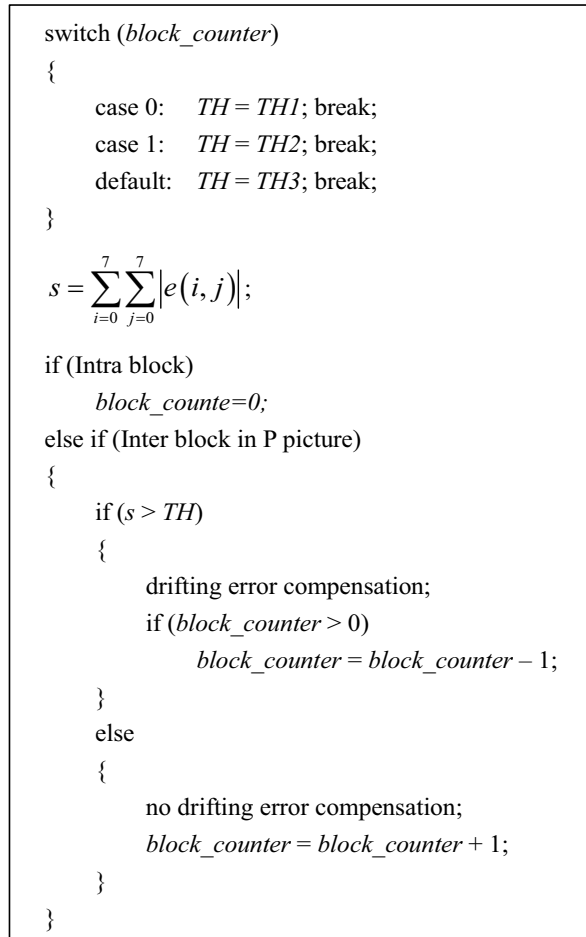 switch (block_counter)
{
case 0: TH = TH1; break;
case 1: TH = TH2; break;
default: TH = TH3; break;
}
s = \sum_{i=0}^{7} \sum_{j=0}^{7} |e(i, j)|;
if (Intra block)
block_counte=0;
else if (Inter block in P picture)
{
if (s > TH)
{
drifting error compensation;
if (block_counter > 0)
block_counter = block_counter – 1;
}
else
{
no drifting error compensation;
block_counter = block_counter + 1;
}
}